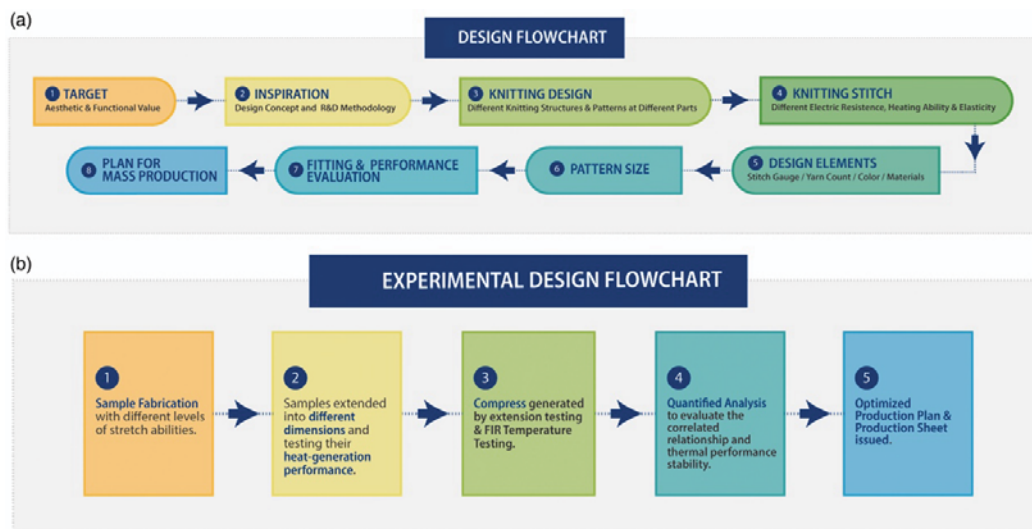 (a)
DESIGN FLOWCHART
1 TARGET
Aesthetic & Functional Value
2 INSPIRATION
Design Concept and R&D Methodology
3 KNITTING DESIGN
Different Knitting Structures & Patterns at Different Parts
4 KNITTING STITCH
Different Electric Resistence, Heating Ability & Elasticity
5 DESIGN ELEMENTS
Stitch Gauge / Yarn Count / Color / Materials
6 PATTERN SIZE
7 FITTING & PERFORMANCE
EVALUATION
8 PLAN FOR
MASS PRODUCTION
(b)
EXPERIMENTAL DESIGN FLOWCHART
1
Sample Fabrication
with different levels
of stretch abilities.
2
Samples extended
into different
dimensions and
testing their
heat-generation
performance.
3
Compress generated
by extension testing
& FIR Temperature
Testing.
4
Quantified Analysis
to evaluate the
correlated
relationship and
thermal performance
stability.
5
Optimized
Production Plan &
Production Sheet
issued.